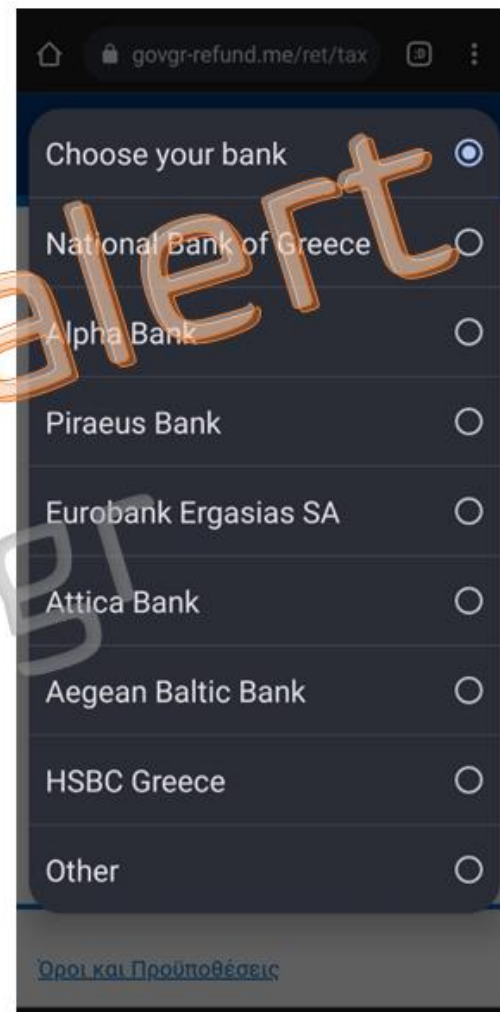 govgr-refund.me/ret/tax
:D
Choose your bank
National Bank of Greece
Alpha Bank
Piraeus Bank
Eurobank Ergasias SA
Attica Bank
Aegean Baltic Bank
HSBC Greece
Other
Όροι και Προϋποθέσεις
alert